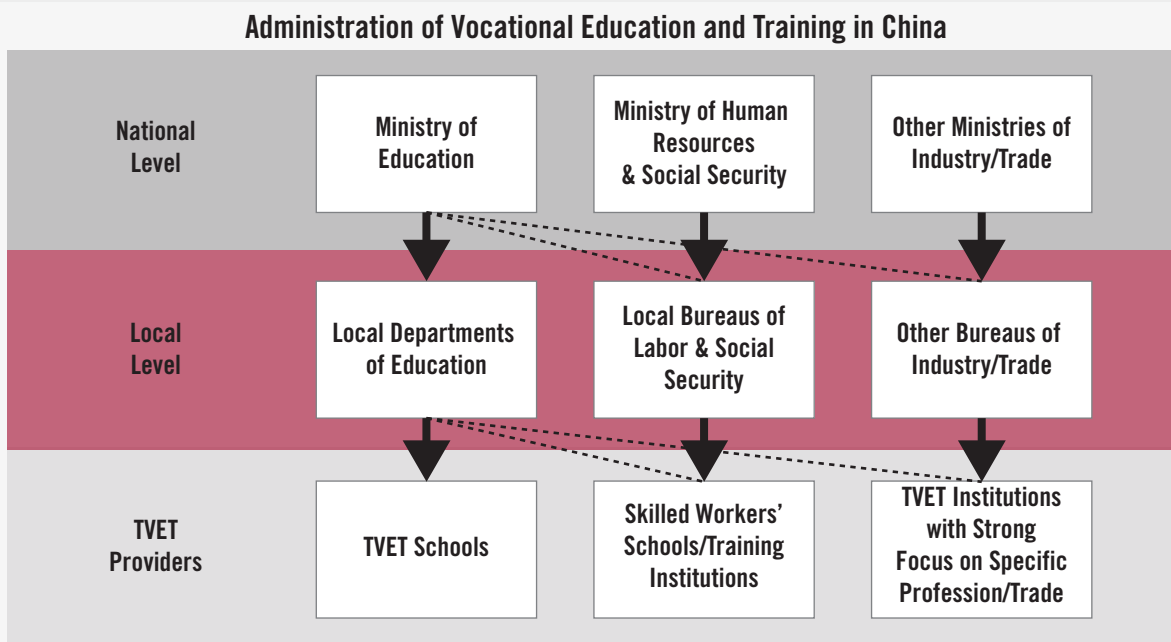 Administration of Vocational Education and Training in China
National
Level
Ministry of
Education
Ministry of Human
Resources
& Social Security
Other Ministries of
Industry/Trade
Local
Level
Local Departments
of Education
Local Bureaus of
Labor & Social
Security
Other Bureaus of
Industry/Trade
TVET
Providers
TVET Schools
Skilled Workers’
Schools/Training
Institutions
TVET Institutions
with Strong
Focus on Specific
Profession/Trade